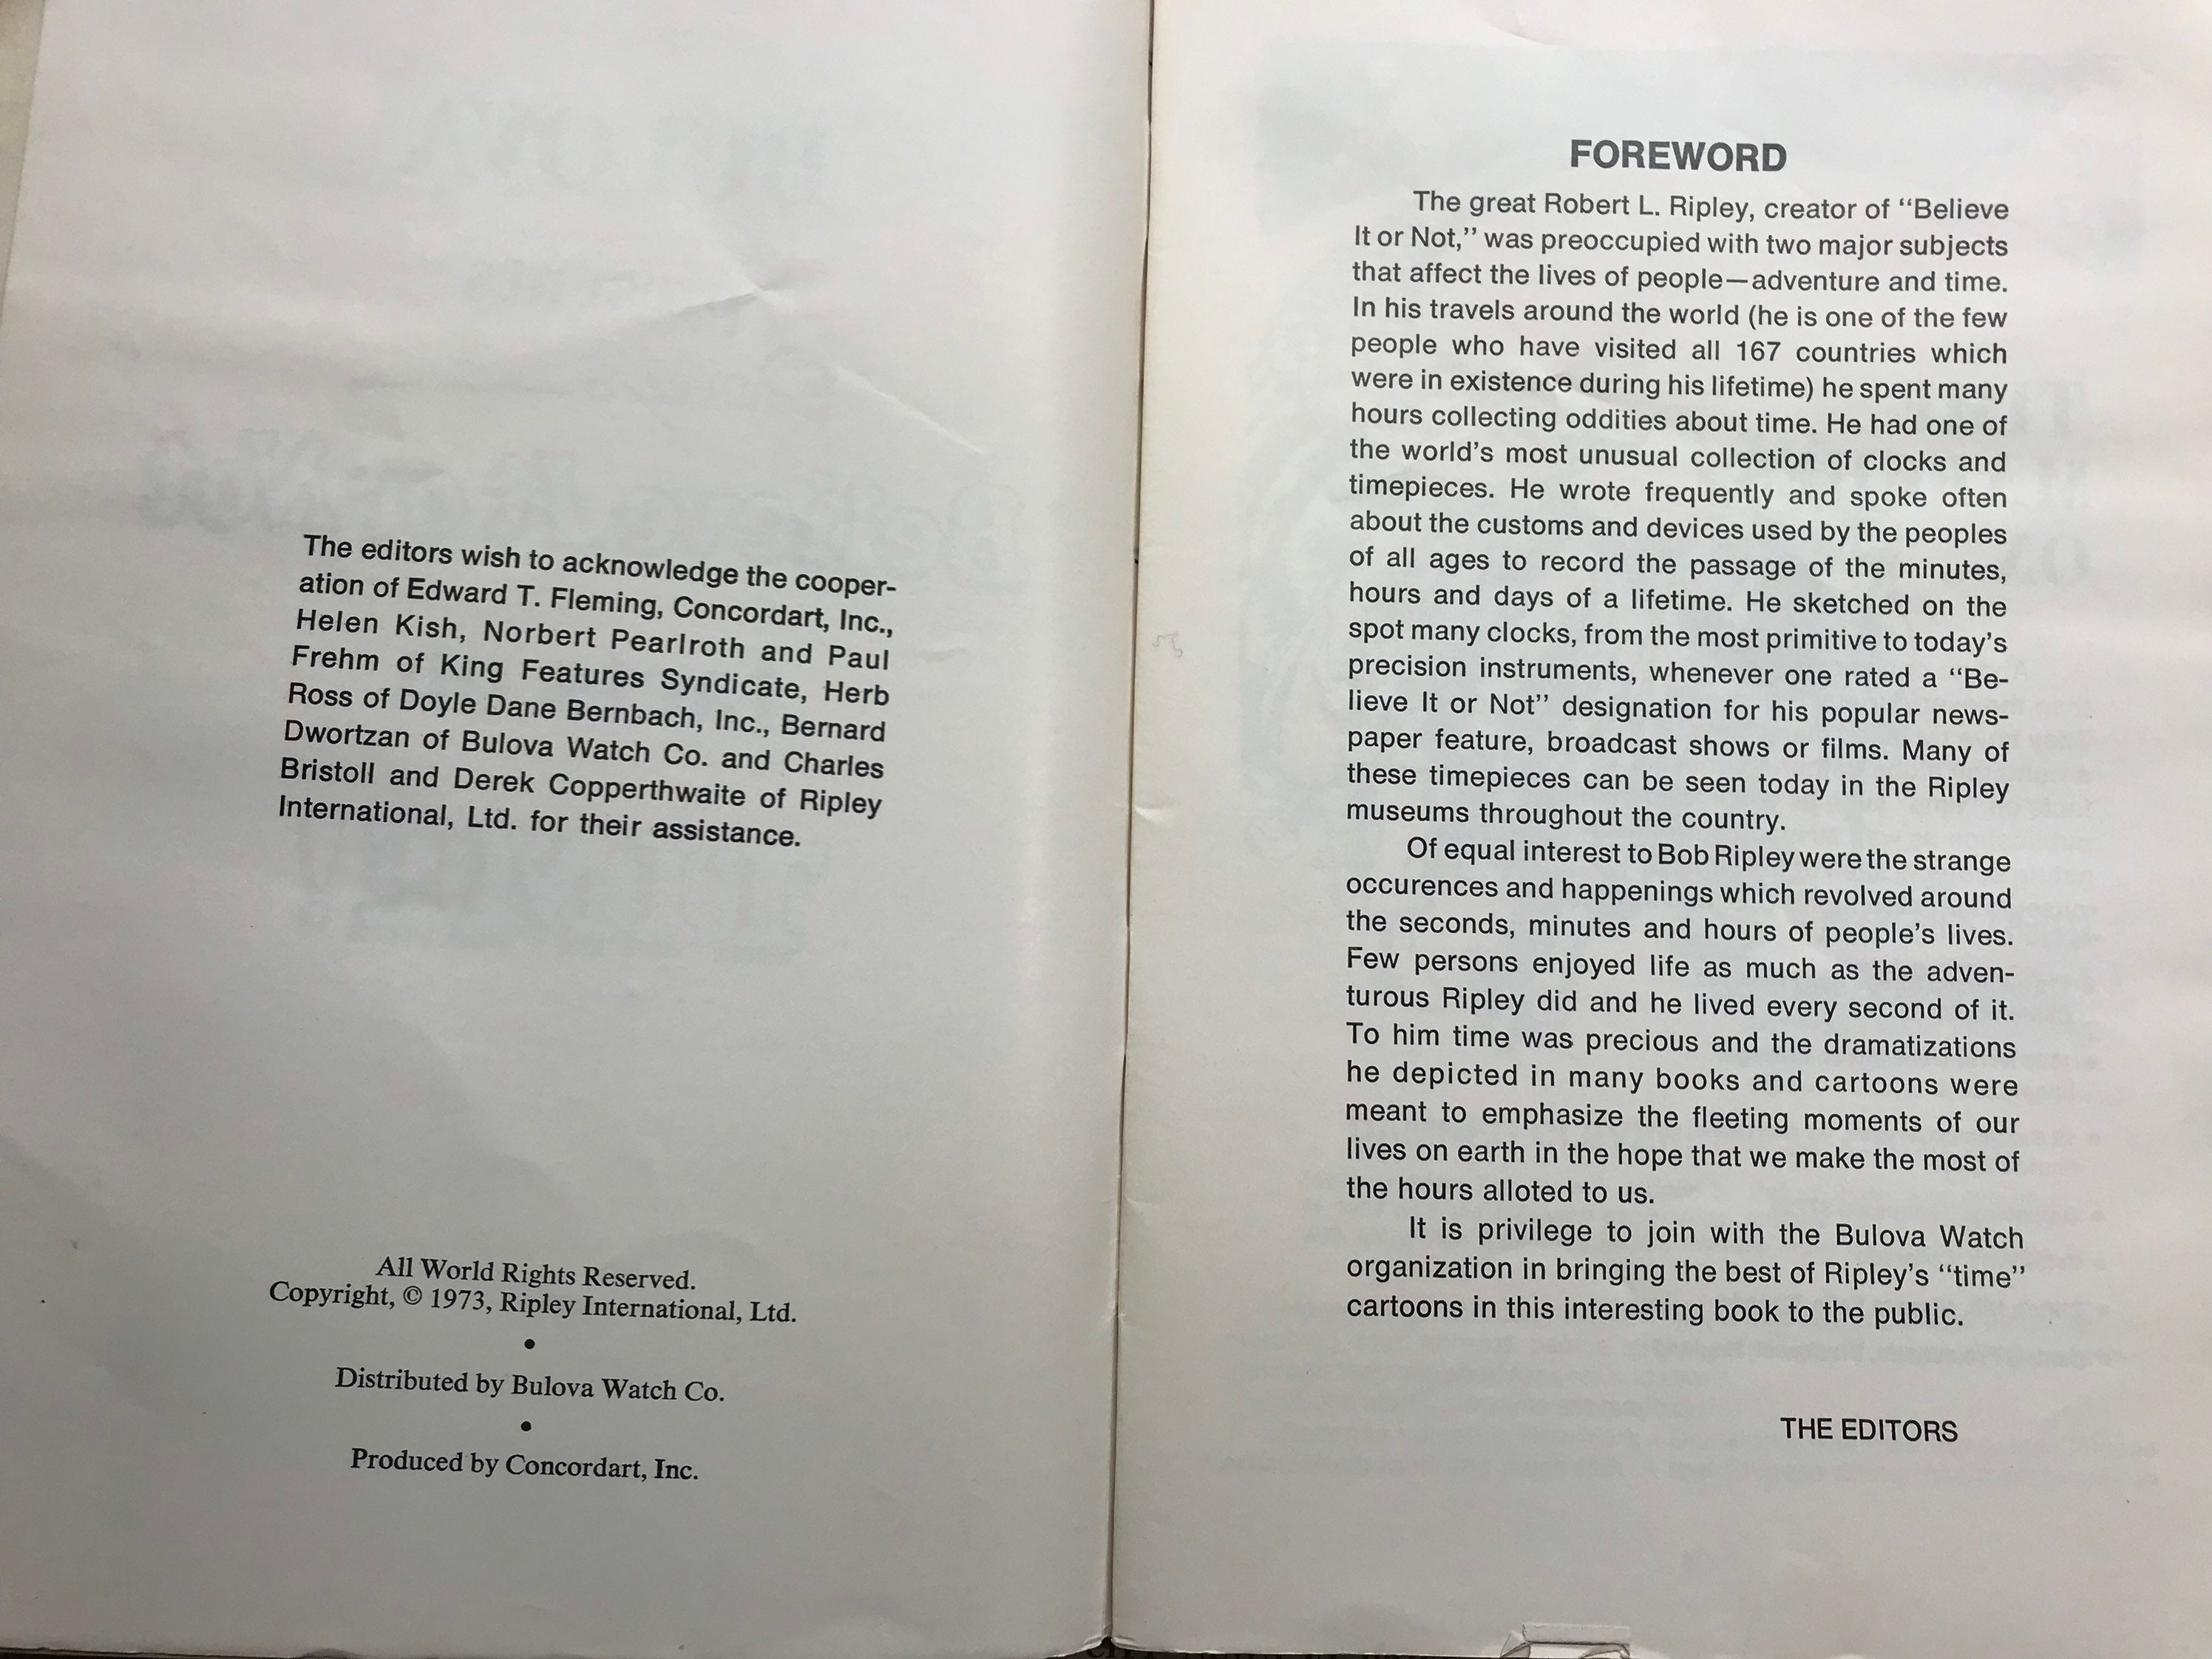 The editors wish to acknowledge the cooper-
ation of Edward T. Fleming, Concordart, Inc.,
Helen Kish, Norbert Pearlroth and Paul
Frehm of King Features Syndicate, Herb
Ross of Doyle Dane Bernbach, Inc., Bernard
Dwortzan of Bulova Watch Co. and Charles
Bristoll and Derek Copperthwaite of Ripley
International, Ltd. for their assistance.
All World Rights Reserved.
Copyright, © 1973, Ripley International, Ltd.
•
Distributed by Bulova Watch Co.
•
Produced by Concordart, Inc.
FOREWORD
The great Robert L. Ripley, creator of “Believe
It or Not,” was preoccupied with two major subjects
that affect the lives of people—adventure and time.
In his travels around the world (he is one of the few
people who have visited all 167 countries which
were in existence during his lifetime) he spent many
hours collecting oddities about time. He had one of
the world’s most unusual collection of clocks and
timepieces. He wrote frequently and spoke often
about the customs and devices used by the peoples
of all ages to record the passage of the minutes,
hours and days of a lifetime. He sketched on the
spot many clocks, from the most primitive to today’s
precision instruments, whenever one rated a “Be-
lieve It or Not” designation for his popular news-
paper feature, broadcast shows or films. Many of
these timepieces can be seen today in the Ripley
museums throughout the country.
Of equal interest to Bob Ripley were the strange
occurences and happenings which revolved around
the seconds, minutes and hours of people’s lives.
Few persons enjoyed life as much as the adven-
turous Ripley did and he lived every second of it.
To him time was precious and the dramatizations
he depicted in many books and cartoons were
meant to emphasize the fleeting moments of our
lives on earth in the hope that we make the most of
the hours alloted to us.
It is privilege to join with the Bulova Watch
organization in bringing the best of Ripley’s “time”
cartoons in this interesting book to the public.
THE EDITORS